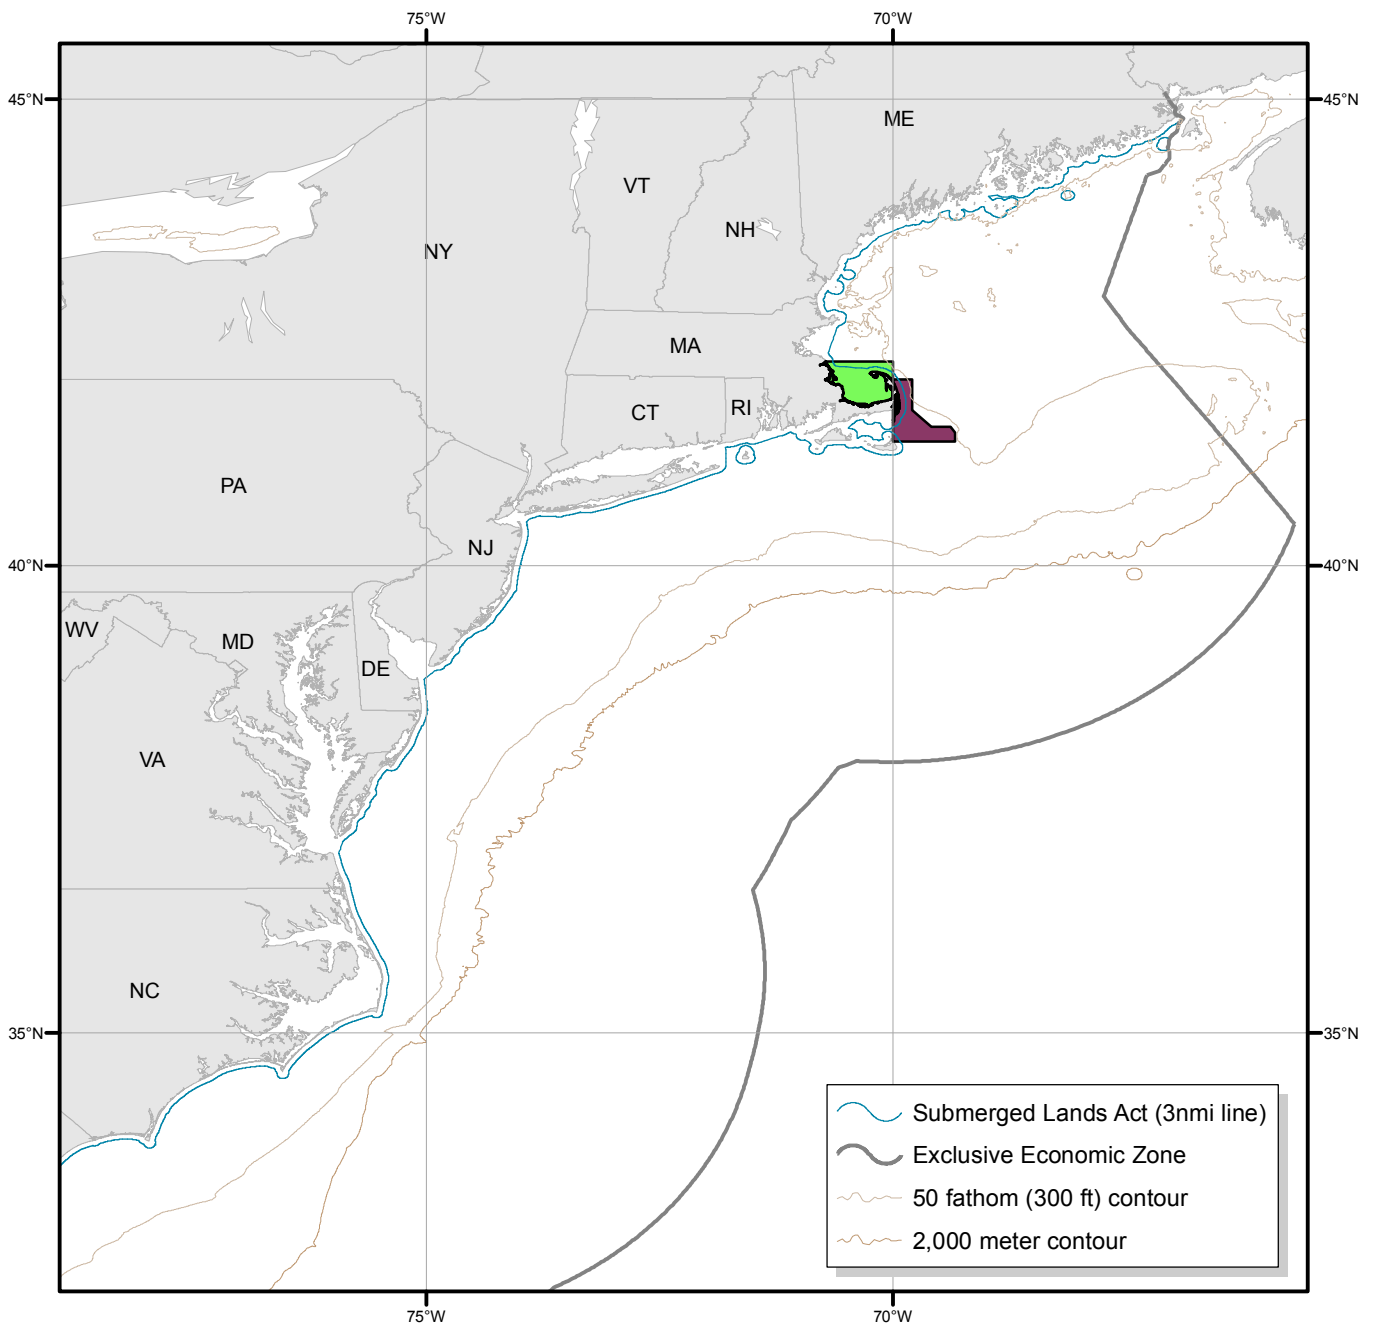 75°W 70°W
45°N 45°N
ME
VT
NH
NY
MA
CT RI
PA
NJ
40°N 40°N
WV
MD
DE
VA
NC
35°N 35°N
Submerged Lands Act (3nmi line)
Exclusive Economic Zone
50 fathom (300 ft) contour
2,000 meter contour
75°W 70°W